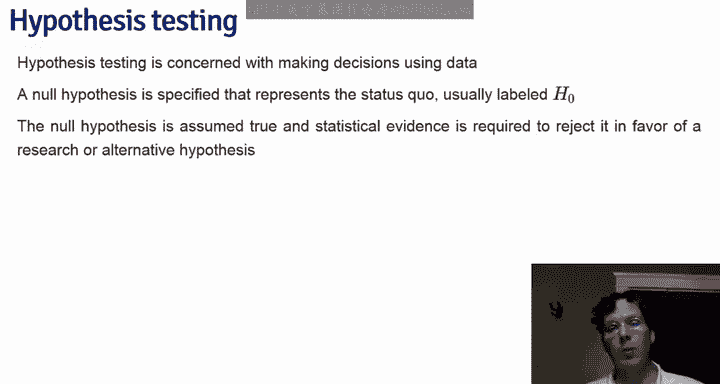 Hypothesis testing
Hypothesis testing is concerned with making decisions using data
A null hypothesis is specified that represents the status quo, usually labeled H₀
The null hypothesis is assumed true and statistical evidence is required to reject it in favor of a
research or alternative hypothesis